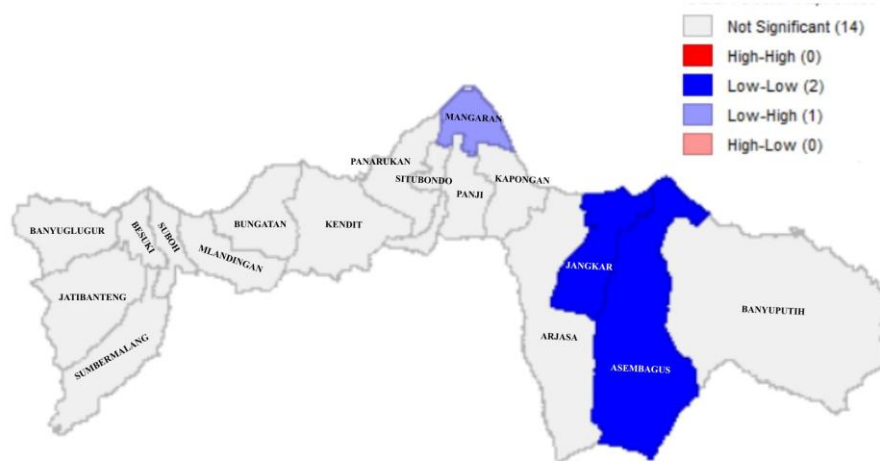 Not Significant (14)
High-High (0)
Low-Low (2)
Low-High (1)
High-Low (0)
MANGARAN
PANARUKAN
SITUBONDO
KAPONGAN
PANJI
BANYUGLUGUR
BESUKI
SUBOH
BUNGATAN
KENDIT
MLANDINGAN
JATIBANTENG
SUMBERMALANG
JANGKAR
ARJASA
ASEMBAGUS
BANYUPUTIH